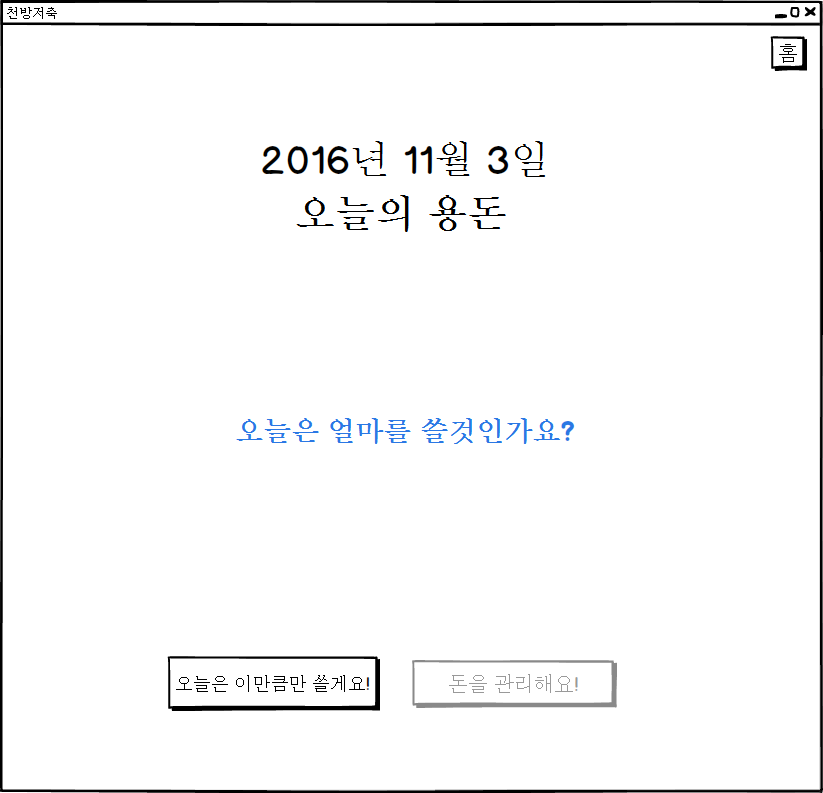 천방저축
홈
2016년 11월 3일
오늘의 용돈
오늘은 얼마를 쓸것인가요?
오늘은 이만큼만 쓸게요!
돈을 관리해요!